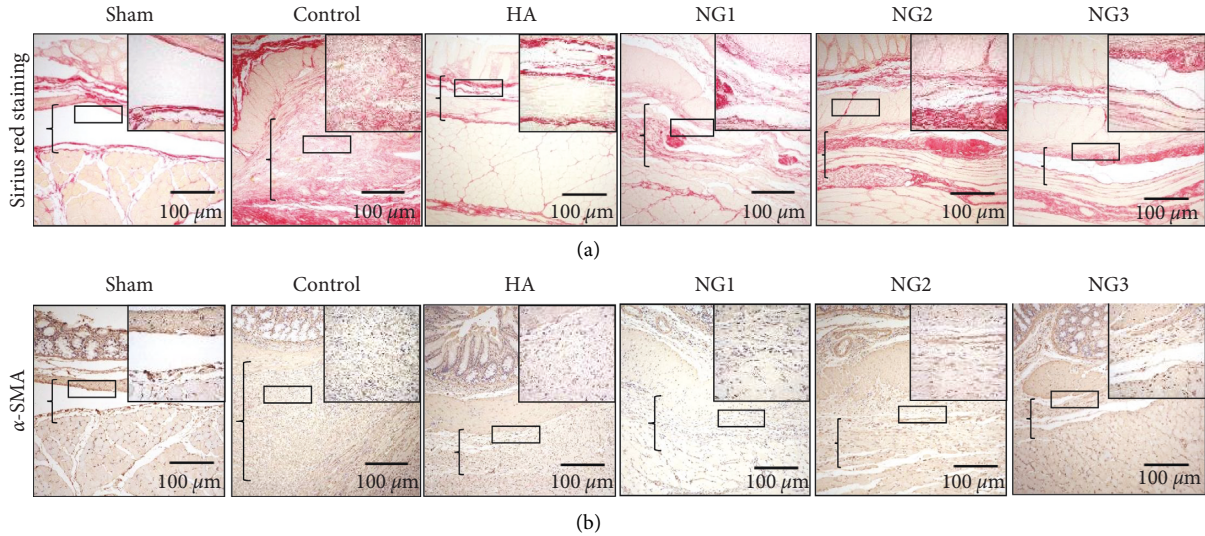 Sham Control HA NG1 NG2 NG3
Sirius red staining
100 μm 100 μm 100 μm 100 μm 100 μm 100 μm
(a)
Sham Control HA NG1 NG2 NG3
α-SMA
100 μm 100 μm 100 μm 100 μm 100 μm 100 μm
(b)